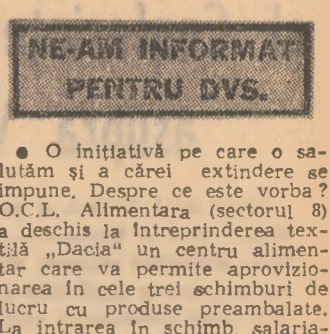 NE-AM INFORMAT
PENTRU DVS.
● O inițiativă pe care o sa-
lutăm și a cărei extindere se
impune. Despre ce este vorba?
O.C.L. Alimentara (sectorul 8)
a deschis la întreprinderea tex-
tilă „Dacia“ un centru alimen-
tar care va permite aprovizio-
narea în cele trei schimburi de
lucru cu produse preambalate.
La intrarea în schimb, salaria-